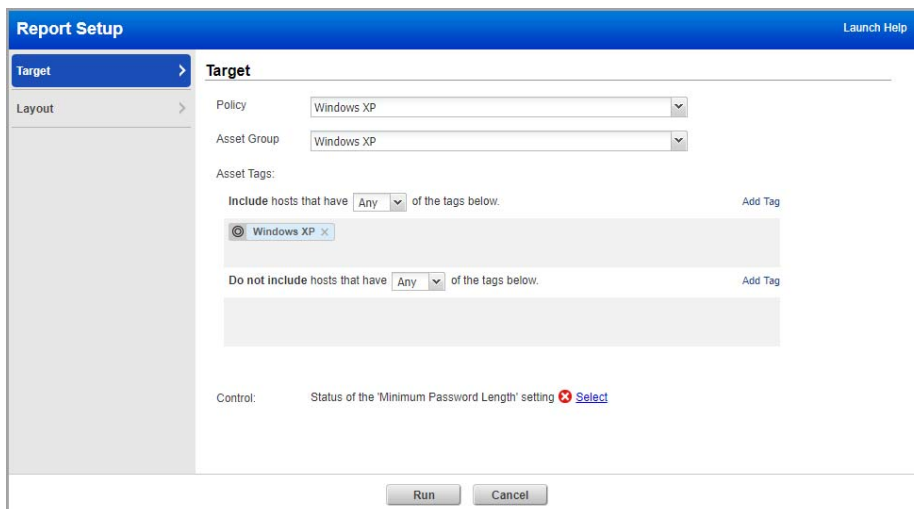 Report Setup
Launch Help
Target
Layout
Target
Policy
Windows XP
Asset Group
Windows XP
Asset Tags:
Include hosts that have Any of the tags below.
Add Tag
Windows XP
Do not include hosts that have Any of the tags below.
Add Tag
Control:
Status of the 'Minimum Password Length' setting Select
Run
Cancel